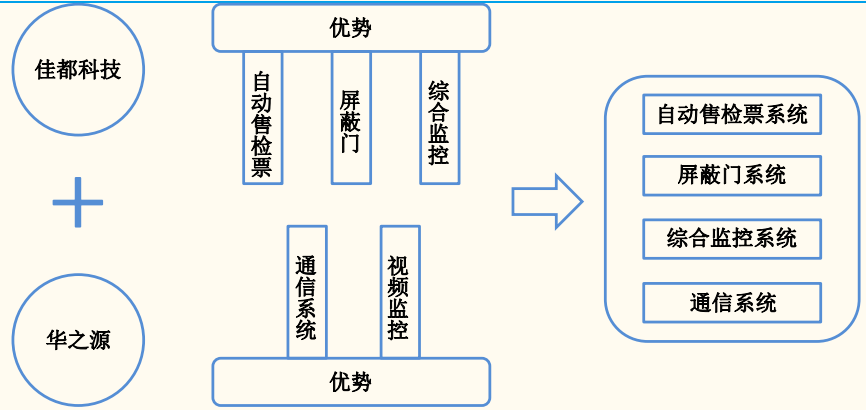 佳都科技
优势
自动售检票
屏蔽门
综合监控
自动售检票系统
屏蔽门系统
综合监控系统
通信系统
华之源
通信系统
视频监控
优势